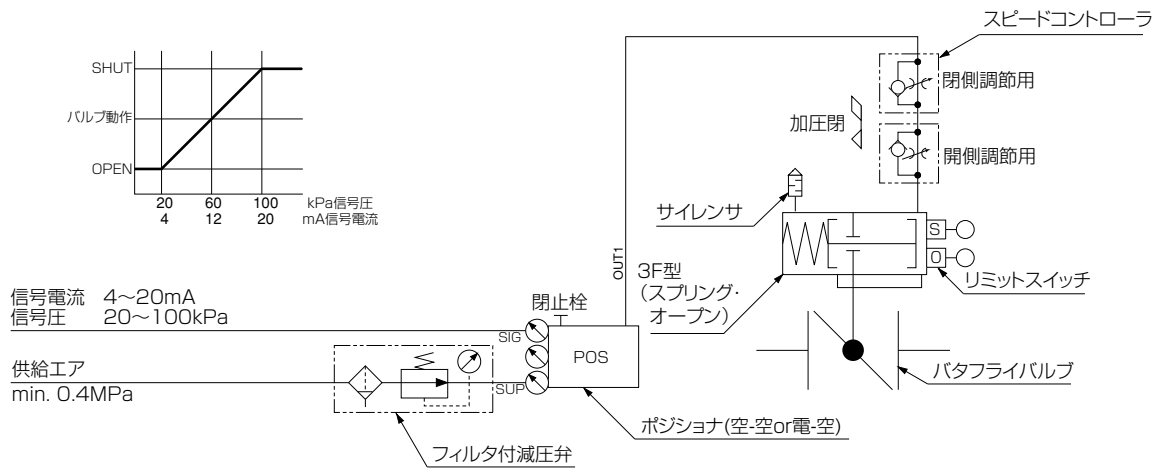 スピードコントローラ
SHUT
バルブ動作
OPEN
20 60 100 kPa信号圧
4 12 20 mA信号電流
閉側調節用
加圧閉
開側調節用
サイレンサ
S
O
OUT1
3F型
(スプリング・
オープン)
リミットスイッチ
信号電流 4～20mA
信号圧 20～100kPa
閉止栓
SIG
POS
供給エア
min. 0.4MPa
SUP
バタフライバルブ
ポジショナ(空-空or電-空)
フィルタ付減圧弁